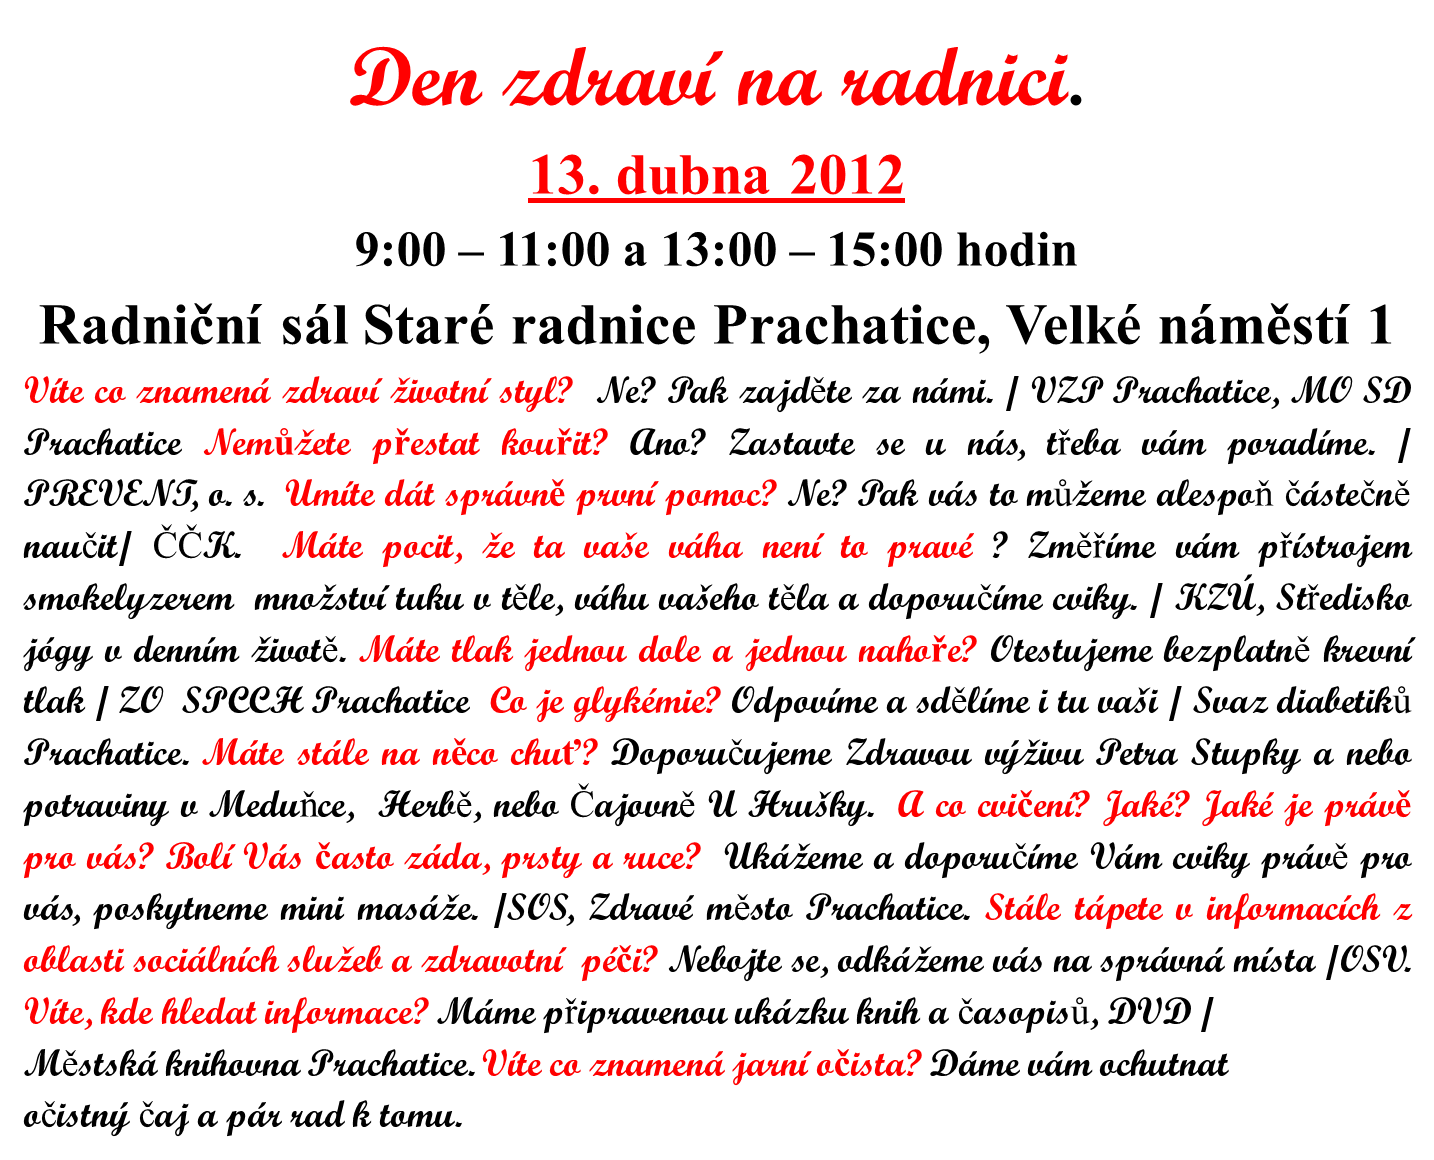 Den zdraví na radnici.
13. dubna 2012
9:00 – 11:00 a 13:00 – 15:00 hodin
Radniční sál Staré radnice Prachatice, Velké náměstí 1
Víte co znamená zdraví životní styl? Ne? Pak zajděte za námi. / VZP Prachatice, MO SD
Prachatice Nemůžete přestat kouřit? Ano? Zastavte se u nás, třeba vám poradíme. /
PREVENT, o. s. Umíte dát správně první pomoc? Ne? Pak vás to můžeme alespoň částečně
naučit/ ČČK. Máte pocit, že ta vaše váha není to pravé ? Změříme vám přístrojem
smokelyzerem množství tuku v těle, váhu vašeho těla a doporučíme cviky. / KZÚ, Středisko
jógy v denním životě. Máte tlak jednou dole a jednou nahoře? Otestujeme bezplatně krevní
tlak / ZO SPCCH Prachatice Co je glykémie? Odpovíme a sdělíme i tu vaši / Svaz diabetiků
Prachatice. Máte stále na něco chuť? Doporučujeme Zdravou výživu Petra Stupky a nebo
potraviny v Meduňce, Herbě, nebo Čajovně U Hrušky. A co cvičení? Jaké? Jaké je právě
pro vás? Bolí Vás často záda, prsty a ruce? Ukážeme a doporučíme Vám cviky právě pro
vás, poskytneme mini masáže. /SOS, Zdravé město Prachatice. Stále tápete v informacích z
oblasti sociálních služeb a zdravotní péči? Nebojte se, odkážeme vás na správná místa /OSV.
Víte, kde hledat informace? Máme připravenou ukázku knih a časopisů, DVD /
Městská knihovna Prachatice. Víte co znamená jarní očista? Dáme vám ochutnat
očistný čaj a pár rad k tomu.